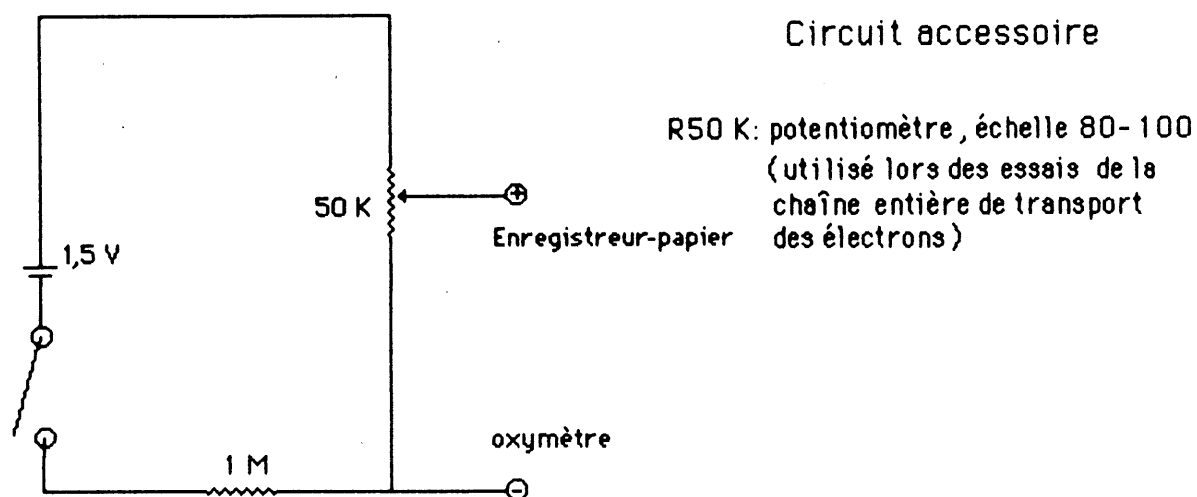 Circuit accessoire
R50 K: potentiomètre, échelle 80-100
(utilisé lors des essais de la
chaîne entière de transport
des électrons)
50 K
+
Enregistreur-papier
1,5 V
oxymètre
1 M
-